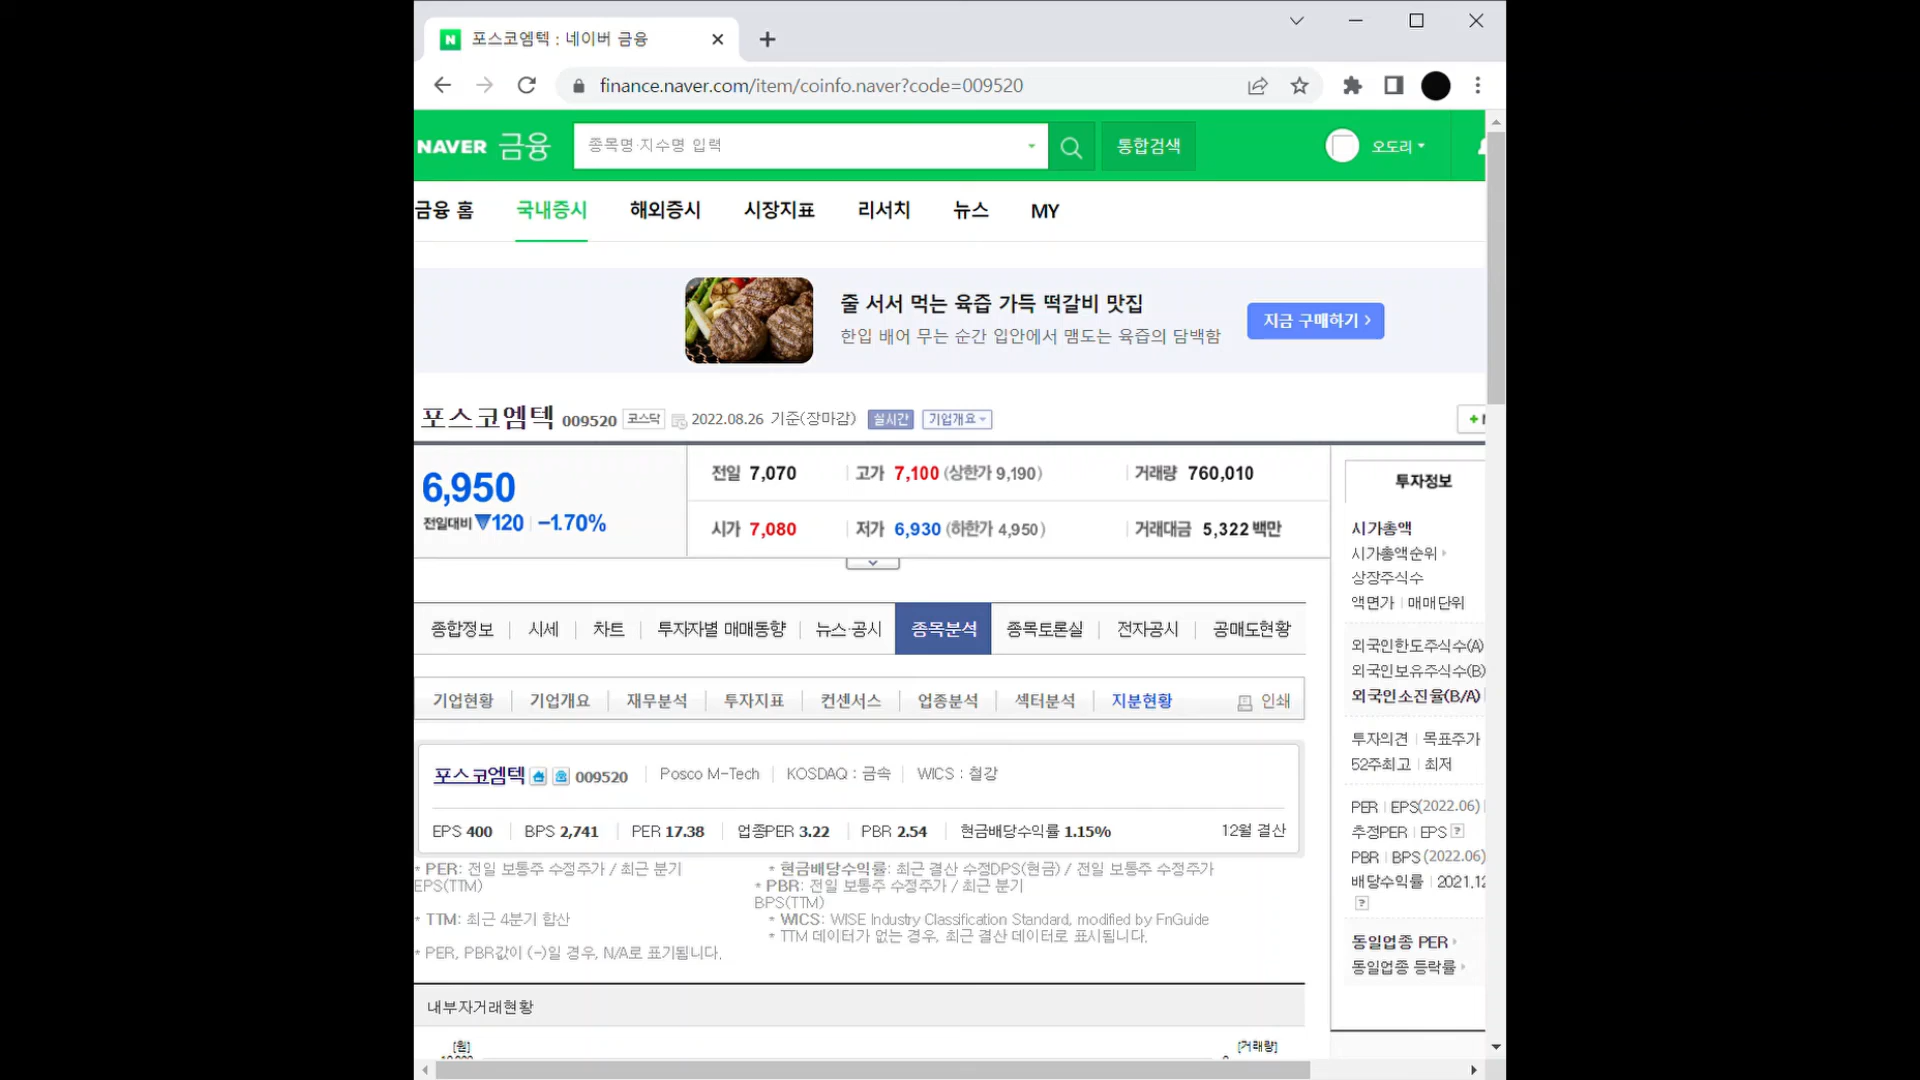 포스코엠텍 : 네이버 금융
finance.naver.com/item/coinfo.naver?code=009520
NAVER 금융
종목명·지수명 입력
통합검색
오도리
금융 홈 국내증시 해외증시 시장지표 리서치 뉴스 MY
줄 서서 먹는 육즙 가득 떡갈비 맛집
한입 배어 무는 순간 입안에서 맴도는 육즙의 담백함
지금 구매하기
포스코엠텍 009520 코스닥 2022.08.26 기준(장마감) 실시간 기업개요
6,950
전일대비 ▼120 -1.70%
전일 7,070 고가 7,100 (상한가 9,190) 거래량 760,010
시가 7,080 저가 6,930 (하한가 4,950) 거래대금 5,322 백만
투자정보
시가총액
시가총액순위
상장주식수
액면가 | 매매단위
외국인한도주식수(A)
외국인보유주식수(B)
외국인소진율(B/A)
투자의견 | 목표주가
52주최고 | 최저
PER | EPS(2022.06)
추정PER | EPS ?
PBR | BPS (2022.06)
배당수익률 | 2021.12
?
동일업종 PER
동일업종 등락률
종합정보 시세 차트 투자자별 매매동향 뉴스·공시 종목분석 종목토론실 전자공시 공매도현황
기업현황 기업개요 재무분석 투자지표 컨센서스 업종분석 섹터분석 지분현황 인쇄
포스코엠텍 009520 Posco M-Tech KOSDAQ : 금속 WICS : 철강
EPS 400 BPS 2,741 PER 17.38 업종PER 3.22 PBR 2.54 현금배당수익률 1.15% 12월 결산
* PER: 전일 보통주 수정주가 / 최근 분기
EPS(TTM)
* TTM: 최근 4분기 합산
* PER, PBR값이 (-)일 경우, N/A로 표기됩니다.
* 현금배당수익률: 최근 결산 수정DPS(현금) / 전일 보통주 수정주가
* PBR: 전일 보통주 수정주가 / 최근 분기
BPS(TTM)
* WICS: WISE Industry Classification Standard, modified by FnGuide
* TTM 데이터가 없는 경우, 최근 결산 데이터로 표시됩니다.
내부자거래현황
[원] [거래량]